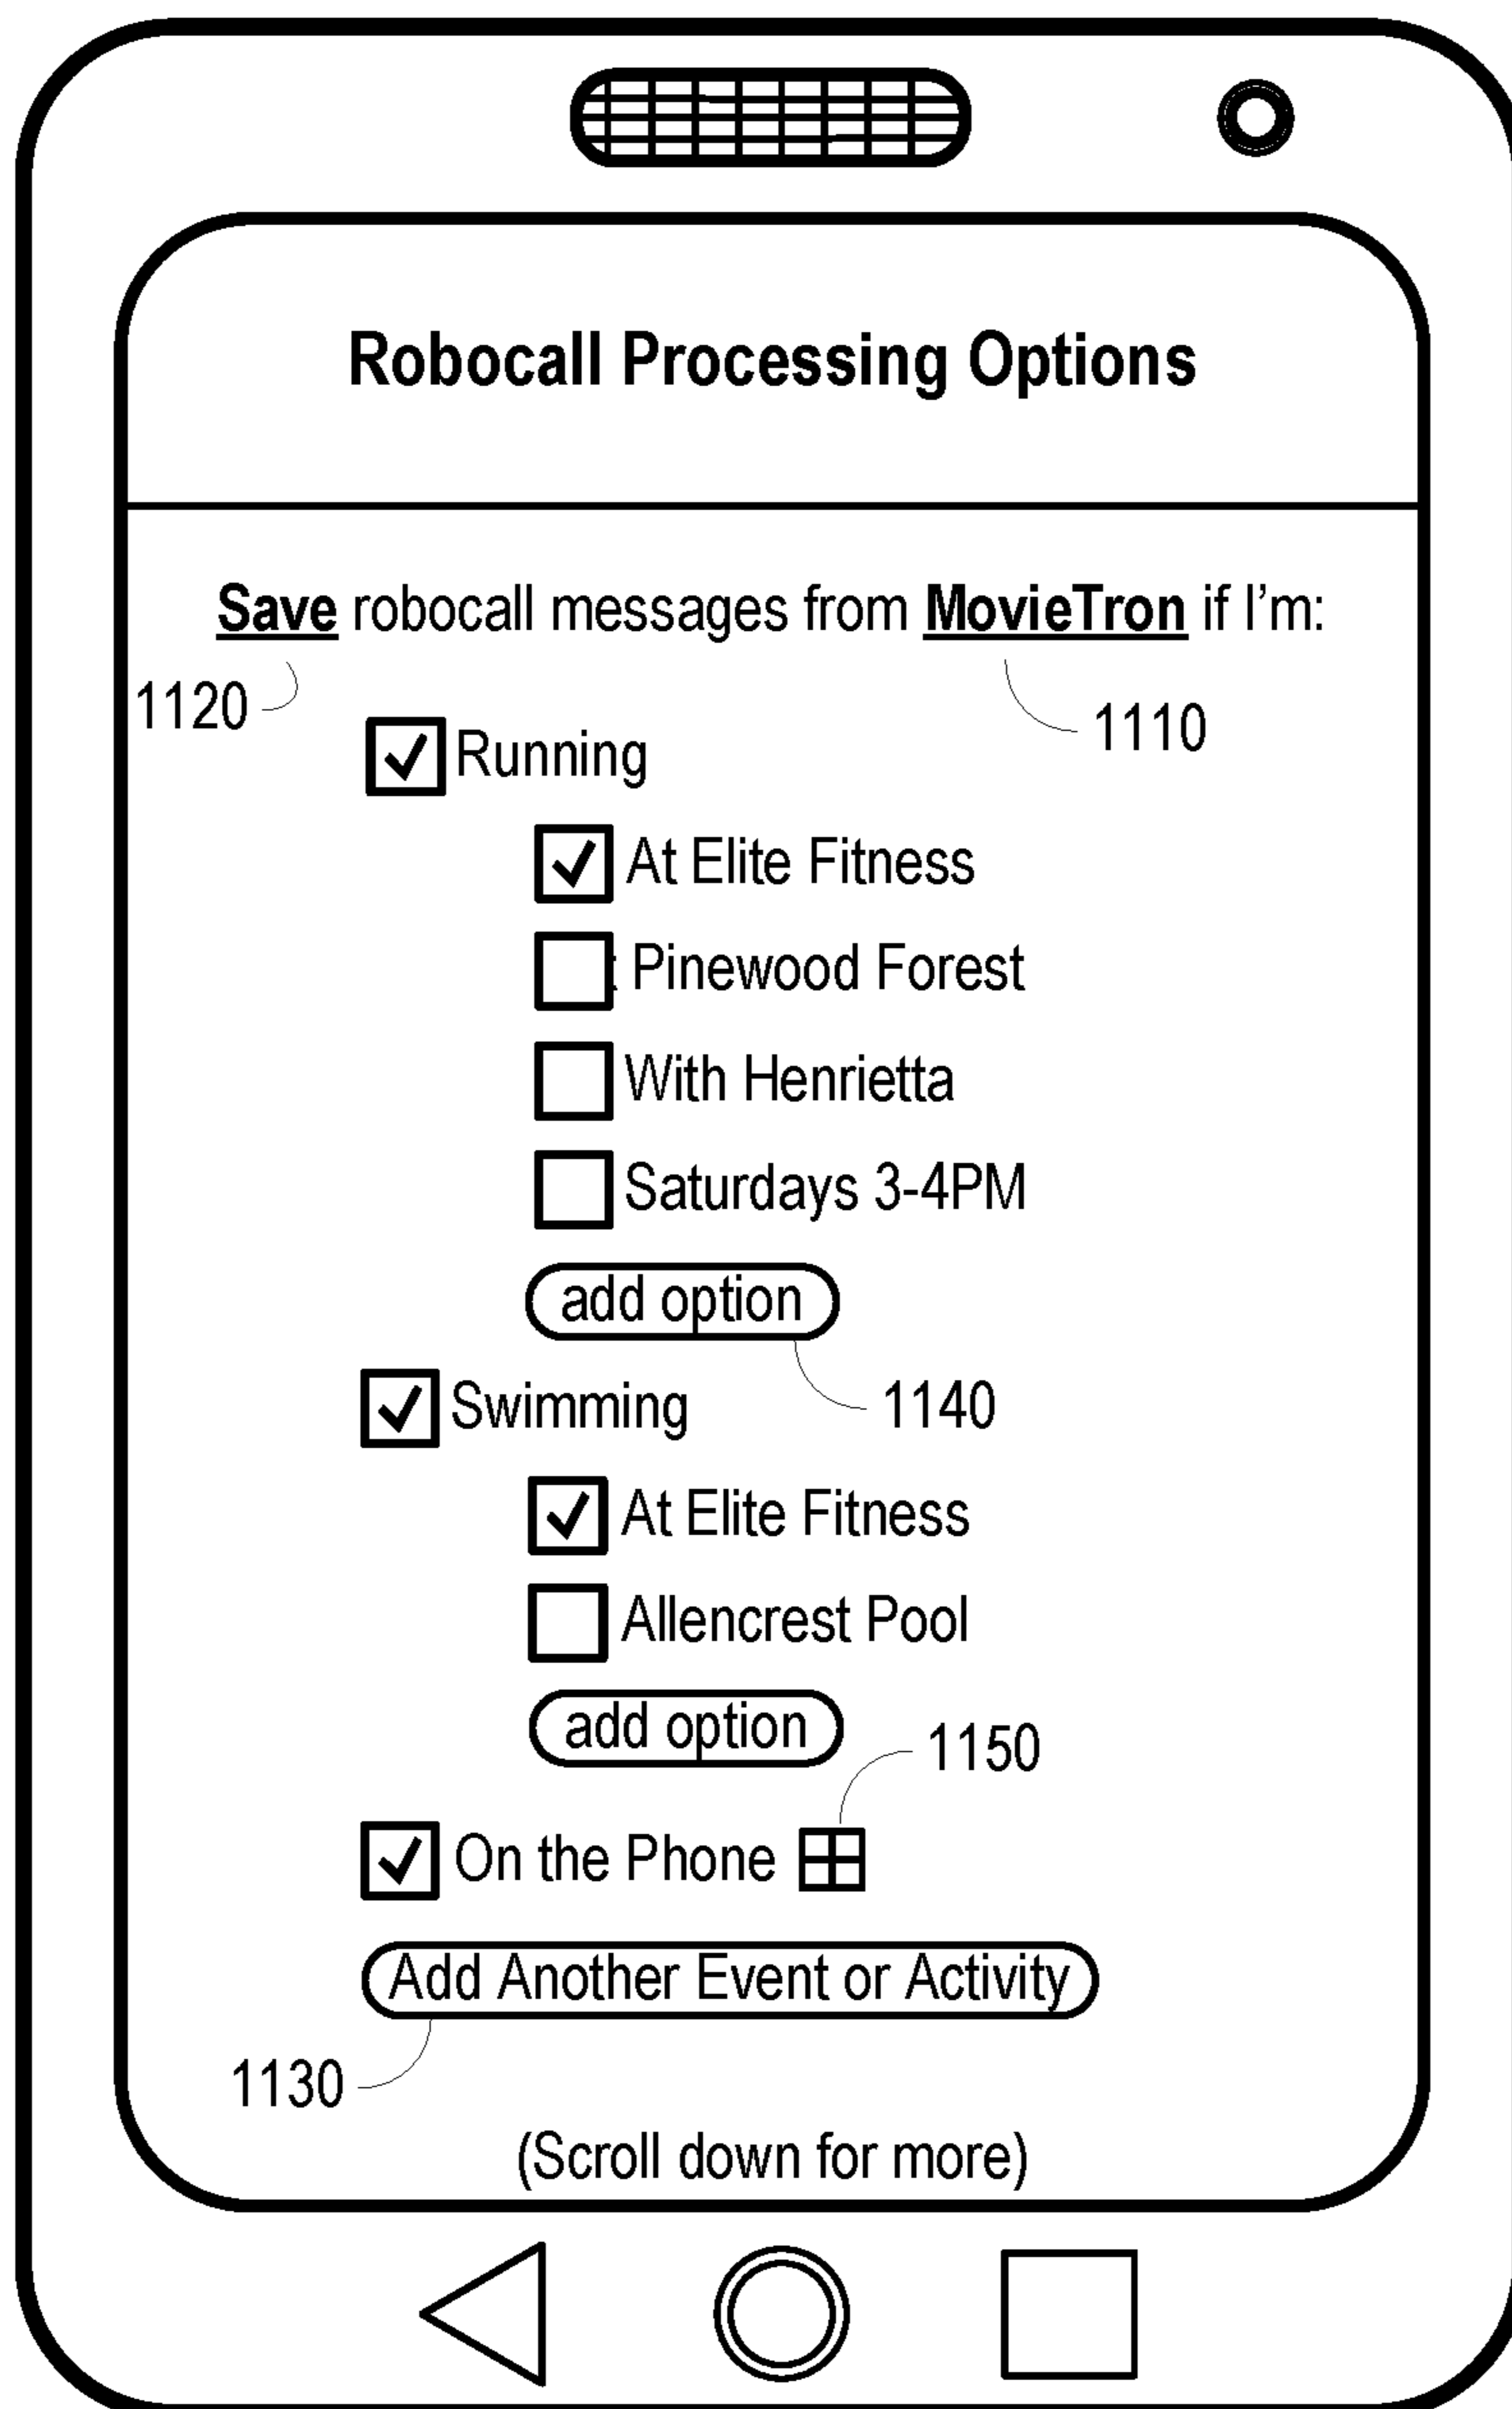 Robocall Processing Options
Save robocall messages from MovieTron if I'm:
1120
1110
Running
At Elite Fitness
Pinewood Forest
With Henrietta
Saturdays 3-4PM
add option
1140
Swimming
At Elite Fitness
Allencrest Pool
add option
1150
On the Phone
Add Another Event or Activity
1130
(Scroll down for more)